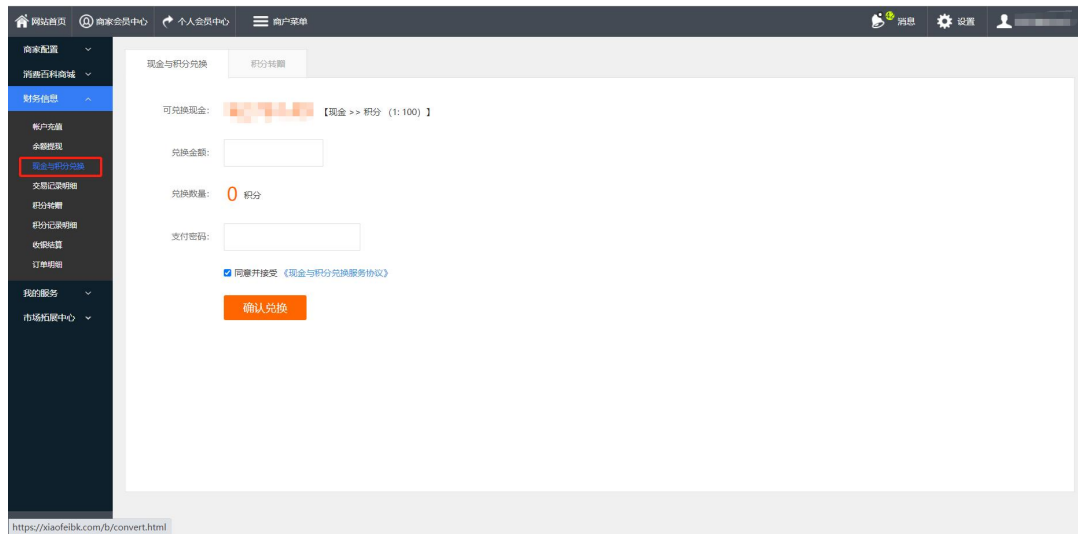 网站首页 商家会员中心 个人会员中心 商户菜单 42 消息 设置
商家配置
消费百科商城
财务信息
帐户充值
余额提现
现金与积分兑换
交易记录明细
积分转赠
积分记录明细
收银结算
订单明细
我的服务
市场拓展中心
现金与积分兑换 积分转赠
可兑换现金: 【现金 >> 积分 (1: 100) 】
兑换金额:
兑换数量: 0 积分
支付密码:
同意并接受 《现金与积分兑换服务协议》
确认兑换
https://xiaofeibk.com/b/convert.html